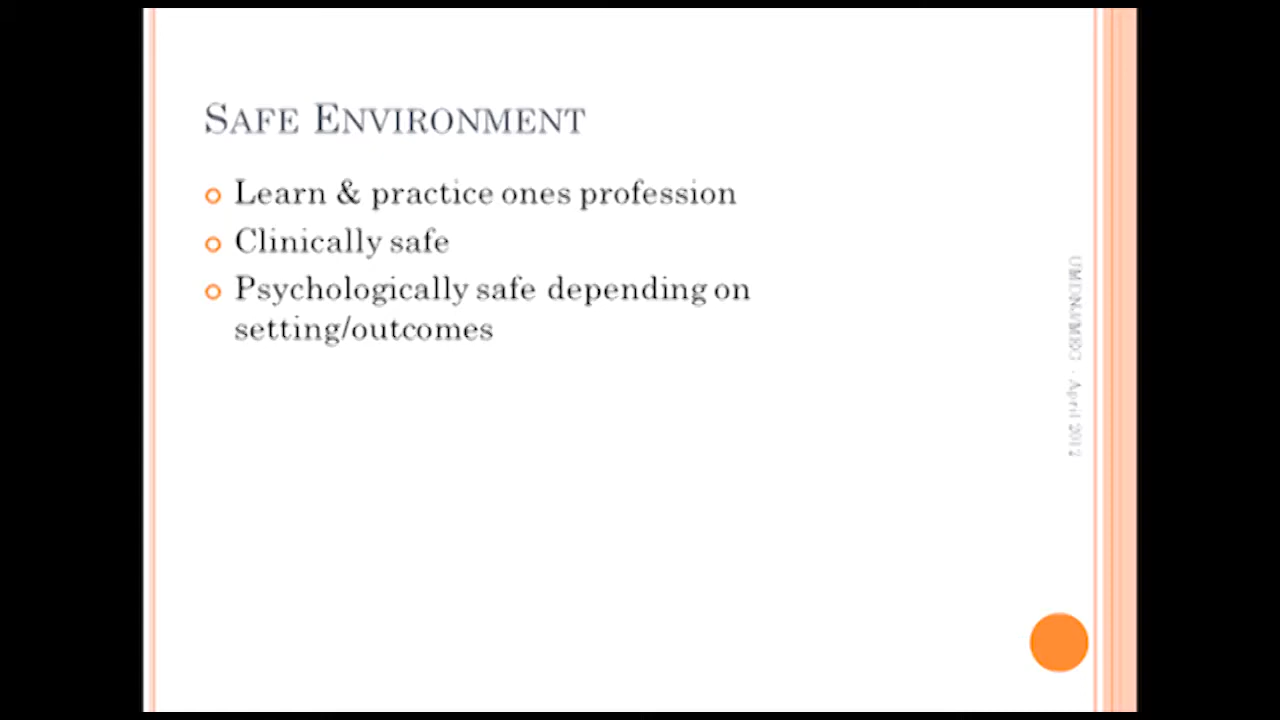 SAFE ENVIRONMENT
Learn & practice ones profession
Clinically safe
Psychologically safe depending on
setting/outcomes
- April 2012